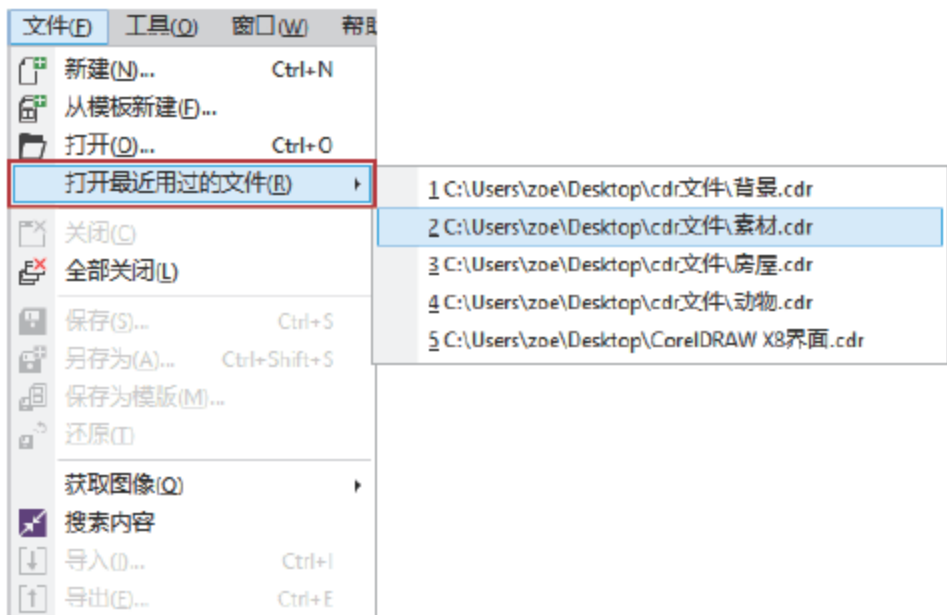 文件(F) 工具(O) 窗口(W) 帮助
新建(N)... Ctrl+N
从模板新建(F)...
打开(O)... Ctrl+O
打开最近用过的文件(R)
1 C:\Users\zoe\Desktop\cdr文件\背景.cdr
2 C:\Users\zoe\Desktop\cdr文件\素材.cdr
3 C:\Users\zoe\Desktop\cdr文件\房屋.cdr
4 C:\Users\zoe\Desktop\cdr文件\动物.cdr
5 C:\Users\zoe\Desktop\CorelDRAW X8界面.cdr
关闭(C)
全部关闭(L)
保存(S)... Ctrl+S
另存为(A)... Ctrl+Shift+S
保存为模版(M)...
还原(T)
获取图像(Q)
搜素内容
导入(I)... Ctrl+I
导出(E)... Ctrl+E